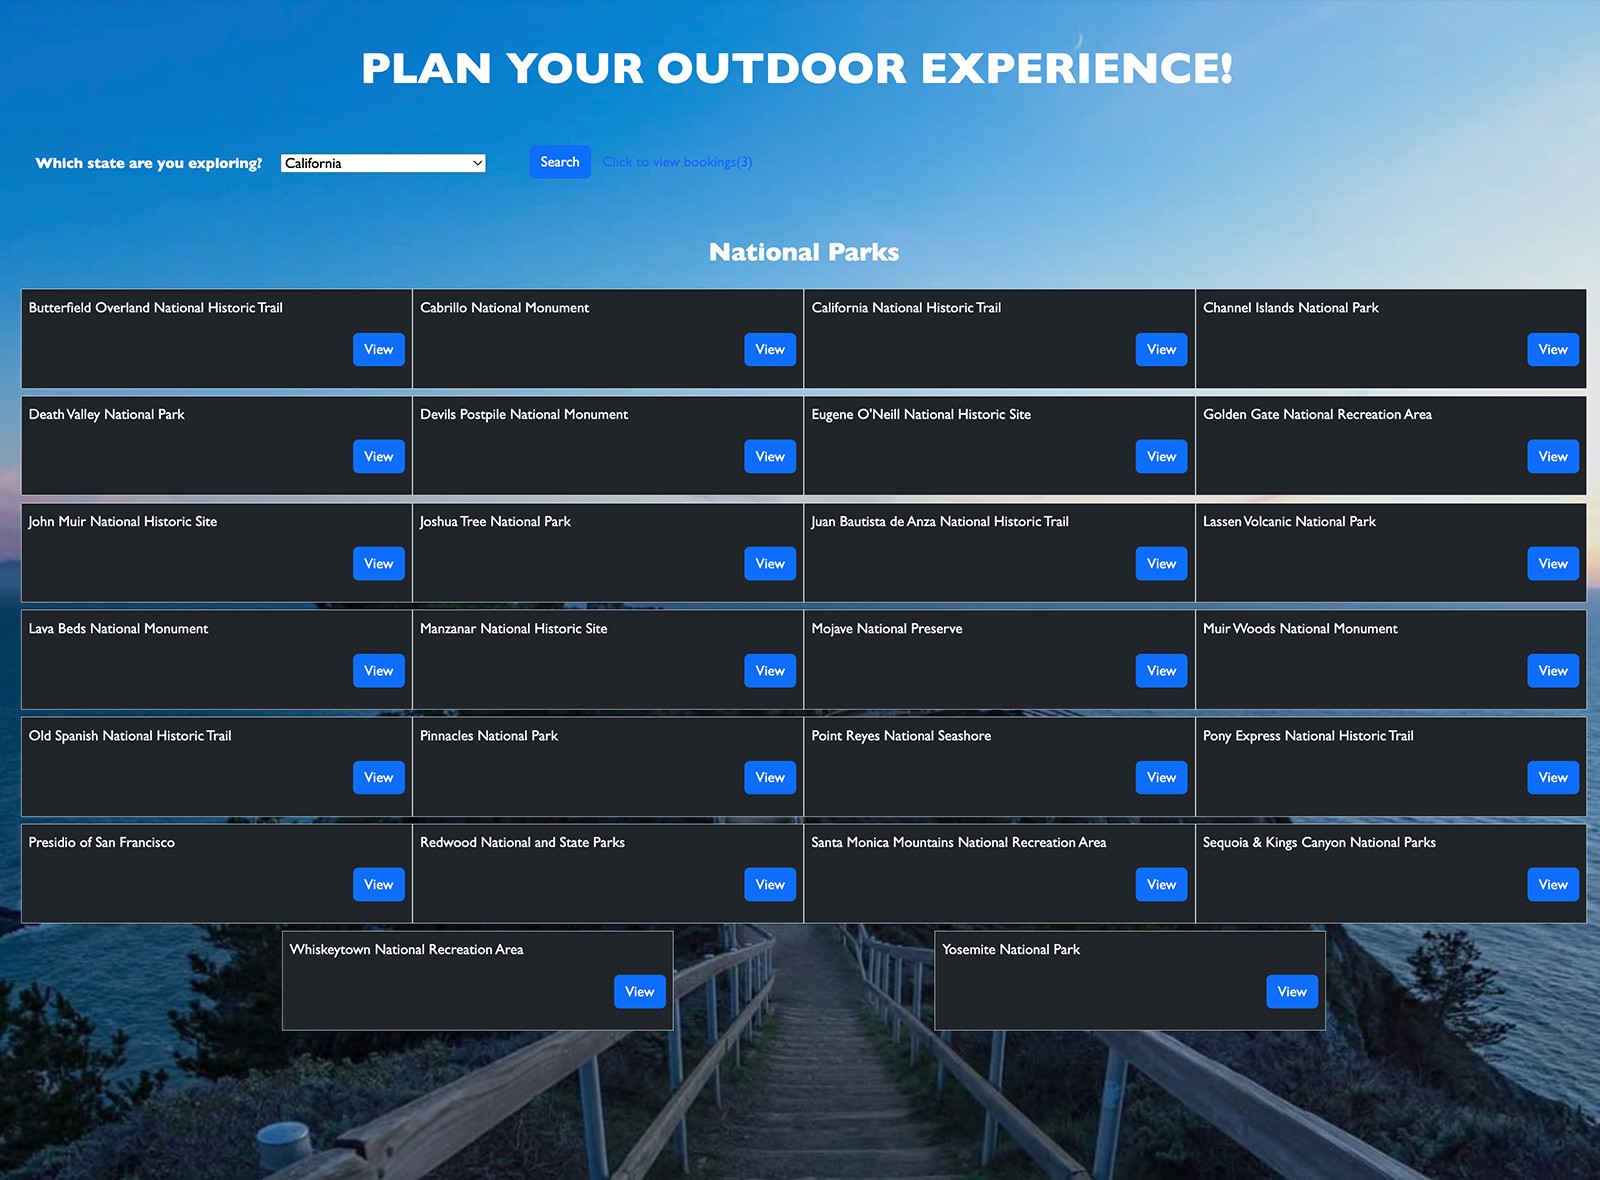 PLAN YOUR OUTDOOR EXPERIENCE!
Which state are you exploring? California Search Click to view bookings(3)
National Parks
Butterfield Overland National Historic Trail
View
Cabrillo National Monument
View
California National Historic Trail
View
Channel Islands National Park
View
Death Valley National Park
View
Devils Postpile National Monument
View
Eugene O'Neill National Historic Site
View
Golden Gate National Recreation Area
View
John Muir National Historic Site
View
Joshua Tree National Park
View
Juan Bautista de Anza National Historic Trail
View
Lassen Volcanic National Park
View
Lava Beds National Monument
View
Manzanar National Historic Site
View
Mojave National Preserve
View
Muir Woods National Monument
View
Old Spanish National Historic Trail
View
Pinnacles National Park
View
Point Reyes National Seashore
View
Pony Express National Historic Trail
View
Presidio of San Francisco
View
Redwood National and State Parks
View
Santa Monica Mountains National Recreation Area
View
Sequoia & Kings Canyon National Parks
View
Whiskeytown National Recreation Area
View
Yosemite National Park
View